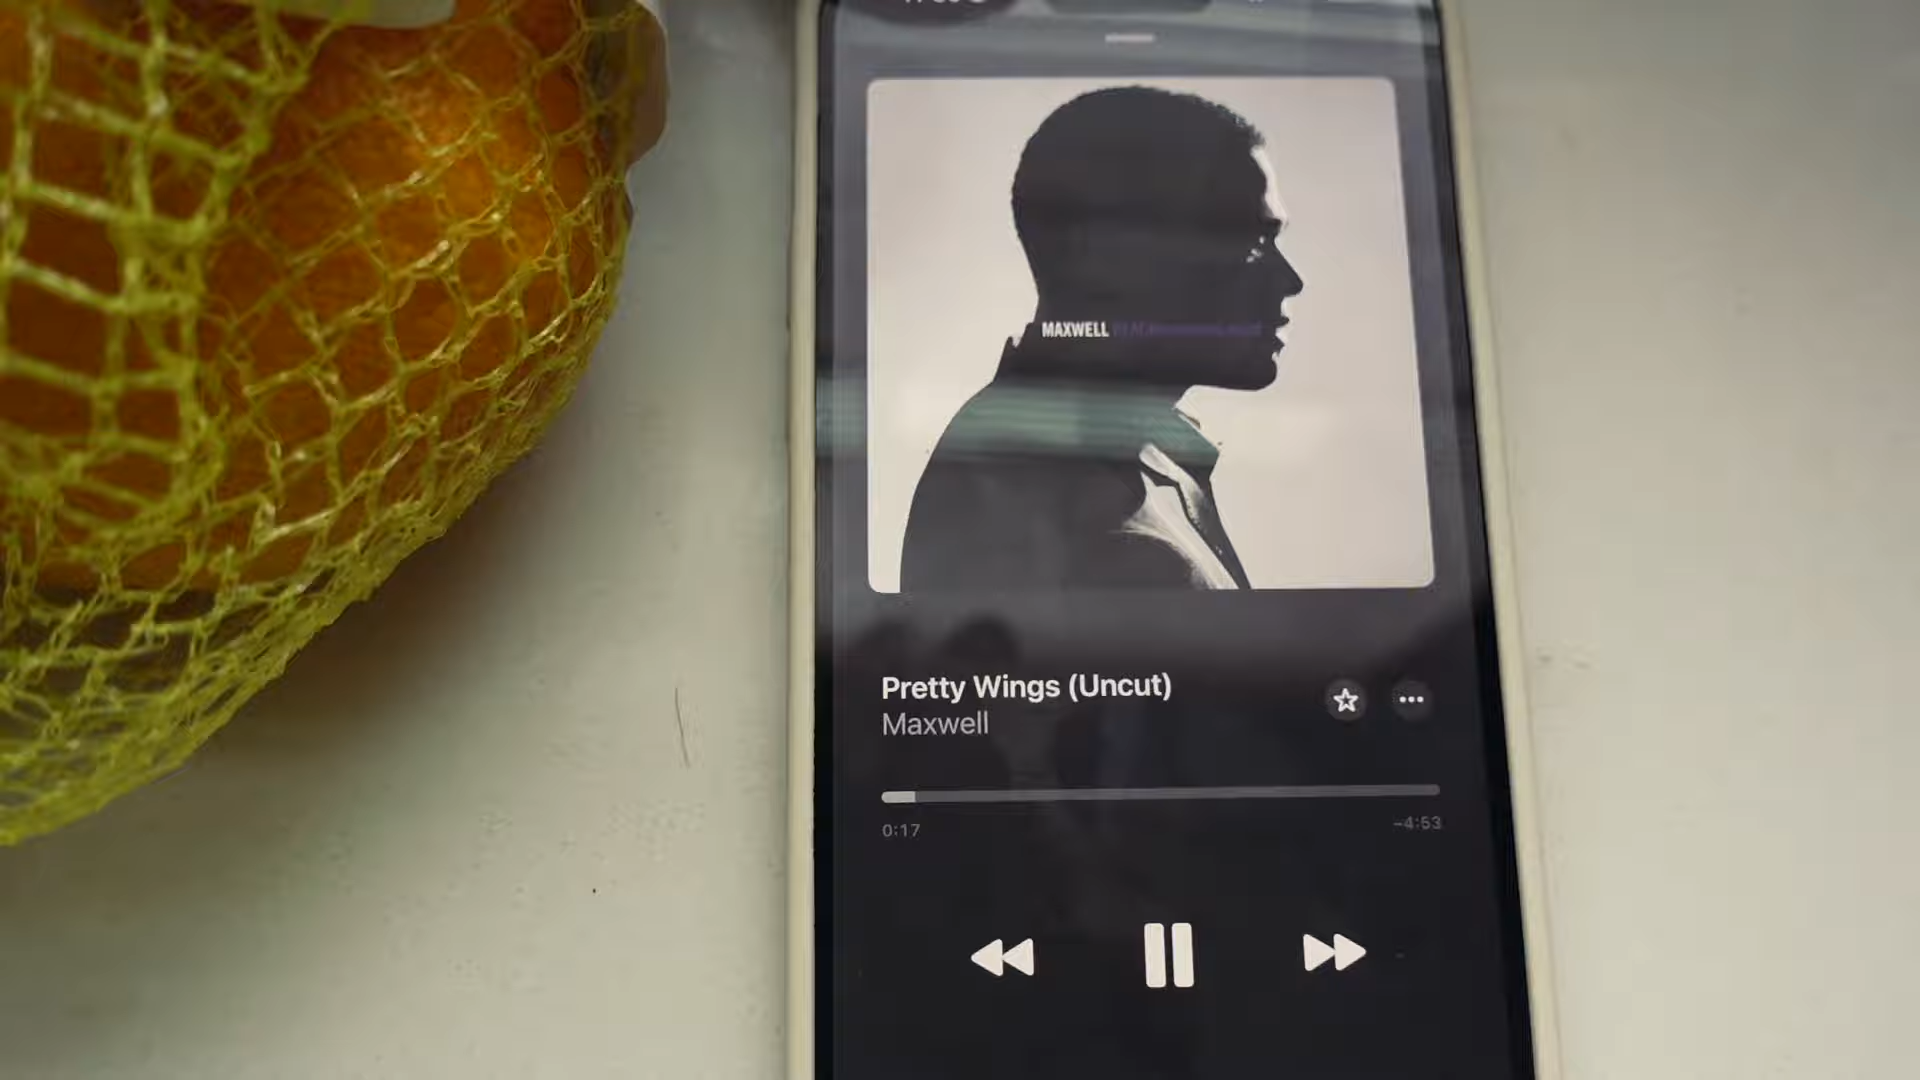 MAXWELL
Pretty Wings (Uncut)
Maxwell
0:17
-4:53